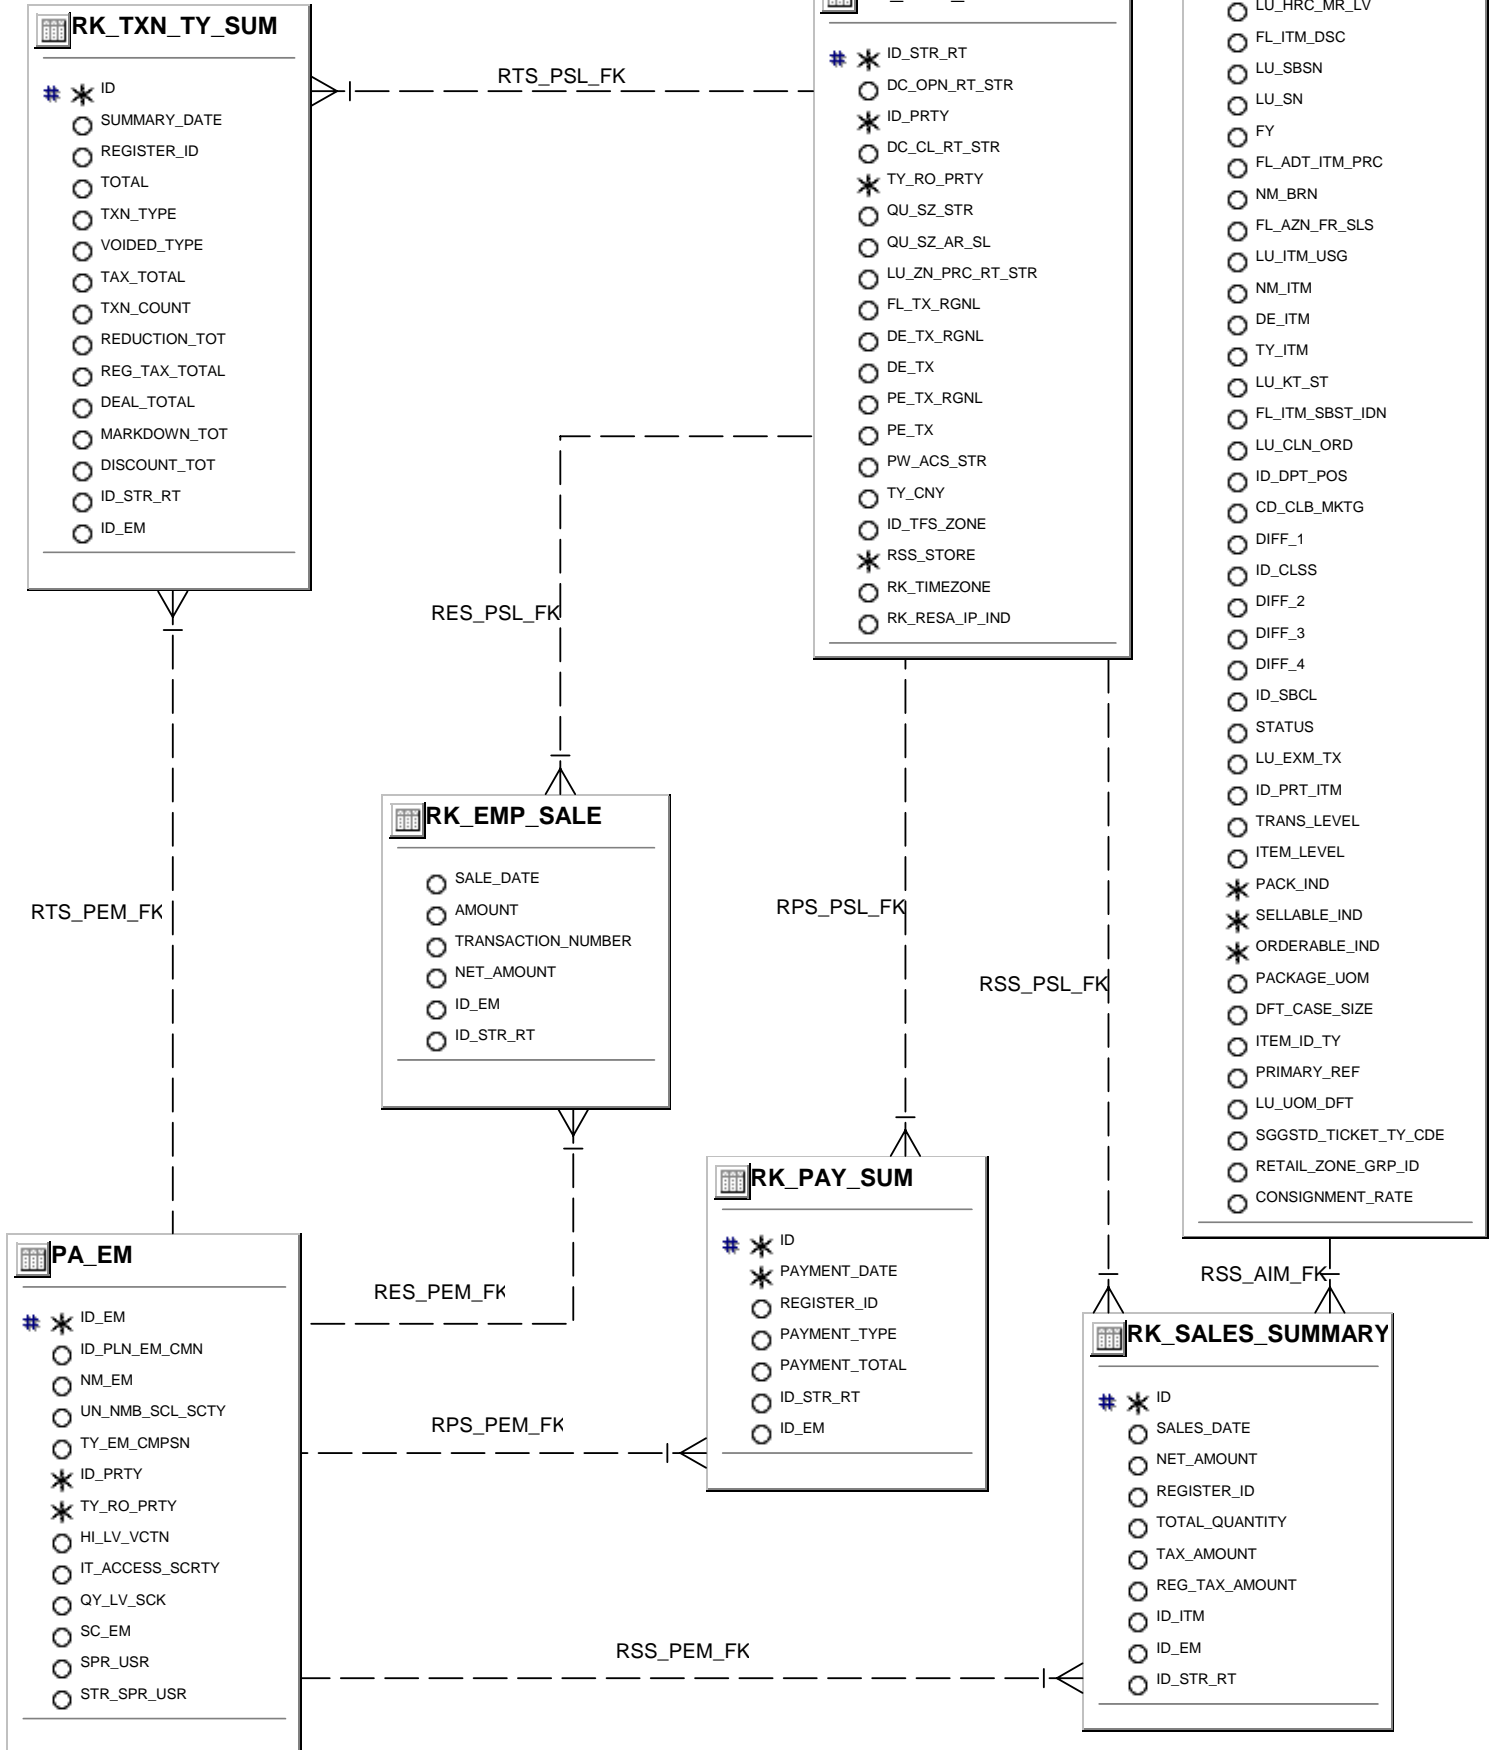 RK_TXN_TY_SUM
# ID
SUMMARY_DATE
REGISTER_ID
TOTAL
TXN_TYPE
VOIDED_TYPE
TAX_TOTAL
TXN_COUNT
REDUCTION_TOT
REG_TAX_TOTAL
DEAL_TOTAL
MARKDOWN_TOT
DISCOUNT_TOT
ID_STR_RT
ID_EM
RTS_PSL_FK
# ID_STR_RT
DC_OPN_RT_STR
ID_PRTY
DC_CL_RT_STR
TY_RO_PRTY
QU_SZ_STR
QU_SZ_AR_SL
LU_ZN_PRC_RT_STR
FL_TX_RGNL
DE_TX_RGNL
DE_TX
PE_TX_RGNL
PE_TX
PW_ACS_STR
TY_CNY
ID_TFS_ZONE
RSS_STORE
RK_TIMEZONE
RK_RESA_IP_IND
LU_HRC_MR_LV
FL_ITM_DSC
LU_SBSN
LU_SN
FY
FL_ADT_ITM_PRC
NM_BRN
FL_AZN_FR_SLS
LU_ITM_USG
NM_ITM
DE_ITM
TY_ITM
LU_KT_ST
FL_ITM_SBST_IDN
LU_CLN_ORD
ID_DPT_POS
CD_CLB_MKTG
DIFF_1
ID_CLSS
DIFF_2
DIFF_3
DIFF_4
ID_SBCL
STATUS
LU_EXM_TX
ID_PRT_ITM
TRANS_LEVEL
ITEM_LEVEL
PACK_IND
SELLABLE_IND
ORDERABLE_IND
PACKAGE_UOM
DFT_CASE_SIZE
ITEM_ID_TY
PRIMARY_REF
LU_UOM_DFT
SGGSTD_TICKET_TY_CDE
RETAIL_ZONE_GRP_ID
CONSIGNMENT_RATE
RES_PSL_FK
RK_EMP_SALE
SALE_DATE
AMOUNT
TRANSACTION_NUMBER
NET_AMOUNT
ID_EM
ID_STR_RT
RTS_PEM_FK
RPS_PSL_FK
RSS_PSL_FK
RK_PAY_SUM
# ID
PAYMENT_DATE
REGISTER_ID
PAYMENT_TYPE
PAYMENT_TOTAL
ID_STR_RT
ID_EM
PA_EM
# ID_EM
ID_PLN_EM_CMN
NM_EM
UN_NMB_SCL_SCTY
TY_EM_CMPSN
ID_PRTY
TY_RO_PRTY
HI_LV_VCTN
IT_ACCESS_SCRTY
QY_LV_SCK
SC_EM
SPR_USR
STR_SPR_USR
RES_PEM_FK
RPS_PEM_FK
RSS_PEM_FK
RSS_AIM_FK
RK_SALES_SUMMARY
# ID
SALES_DATE
NET_AMOUNT
REGISTER_ID
TOTAL_QUANTITY
TAX_AMOUNT
REG_TAX_AMOUNT
ID_ITM
ID_EM
ID_STR_RT